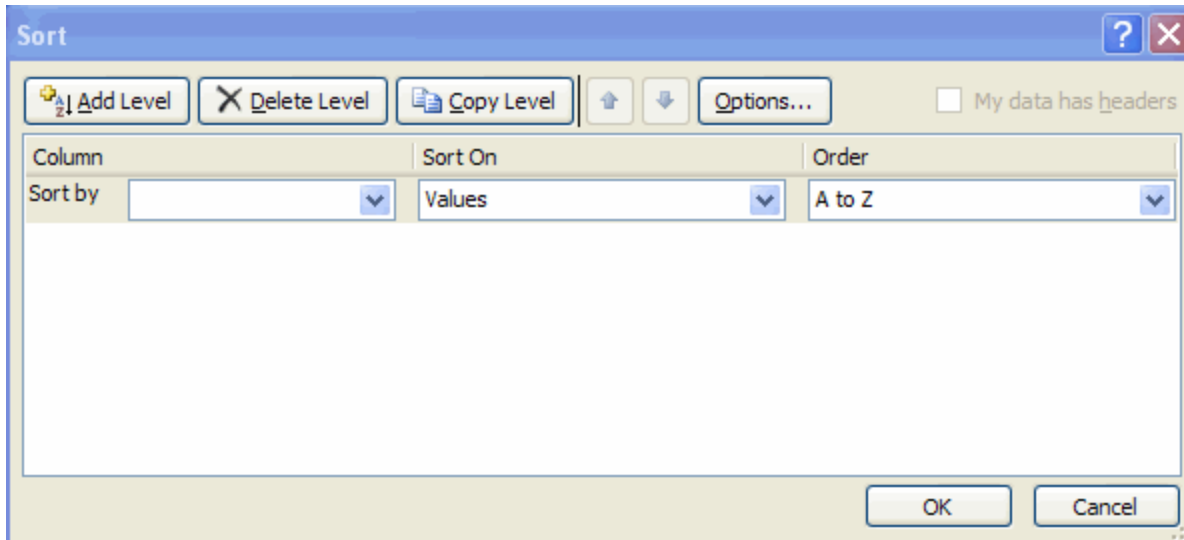 Sort
Add Level Delete Level Copy Level Options... My data has headers
Column Sort On Order
Sort by Values A to Z
OK Cancel